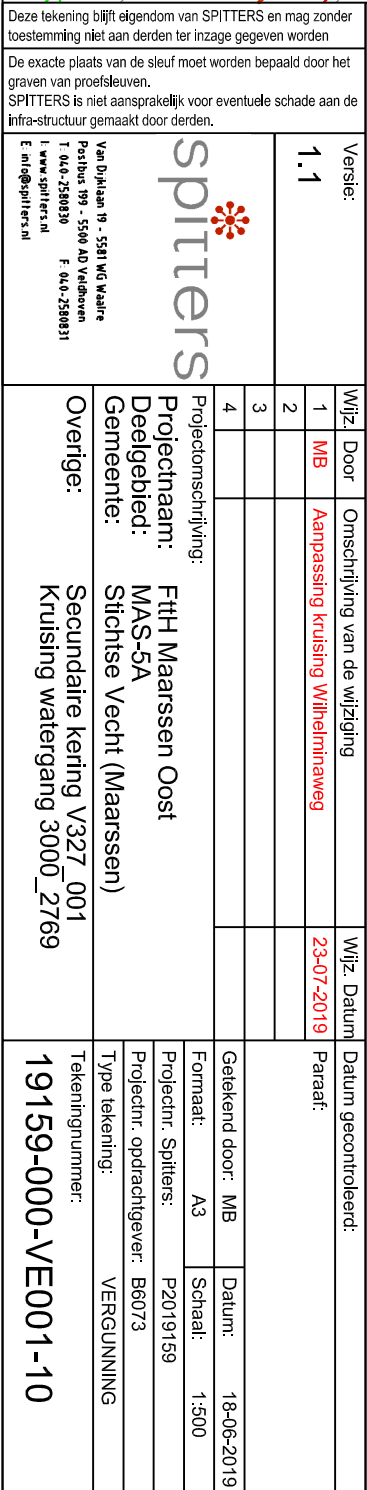 Deze tekening blijft eigendom van SPITTERS en mag zonder
toestemming niet aan derden ter inzage gegeven worden
De exacte plaats van de sleuf moet worden bepaald door het
graven van proefsleuven.
SPITTERS is niet aansprakelijk voor eventuele schade aan de
infra-structuur gemaakt door derden.
Versie:
1.1
spitters
Van Dijklaan 19 - 5581 WG Waalre
Postbus 199 - 5500 AD Veldhoven
T: 040-2580830 F: 040-2580831
I: www.spitters.nl
E: info@spitters.nl
Wijz. Door Omschrijving van de wijziging Wijz. Datum
1 MB Aanpassing kruising Wilhelminaweg 23-07-2019
2
3
4
Projectomschrijving:
Projectnaam: FttH Maarssen Oost
Deelgebied: MAS-5A
Gemeente: Stichtse Vecht (Maarssen)
Overige: Secundaire kering V327_001
Kruising watergang 3000_2769
Datum gecontroleerd:
Paraaf:
Getekend door: MB Datum: 18-06-2019
Formaat: A3 Schaal: 1:500
Projectnr. Spitters: P2019159
Projectnr. opdrachtgever: B6073
Type tekening: VERGUNNING
Tekeningnummer:
19159-000-VE001-10